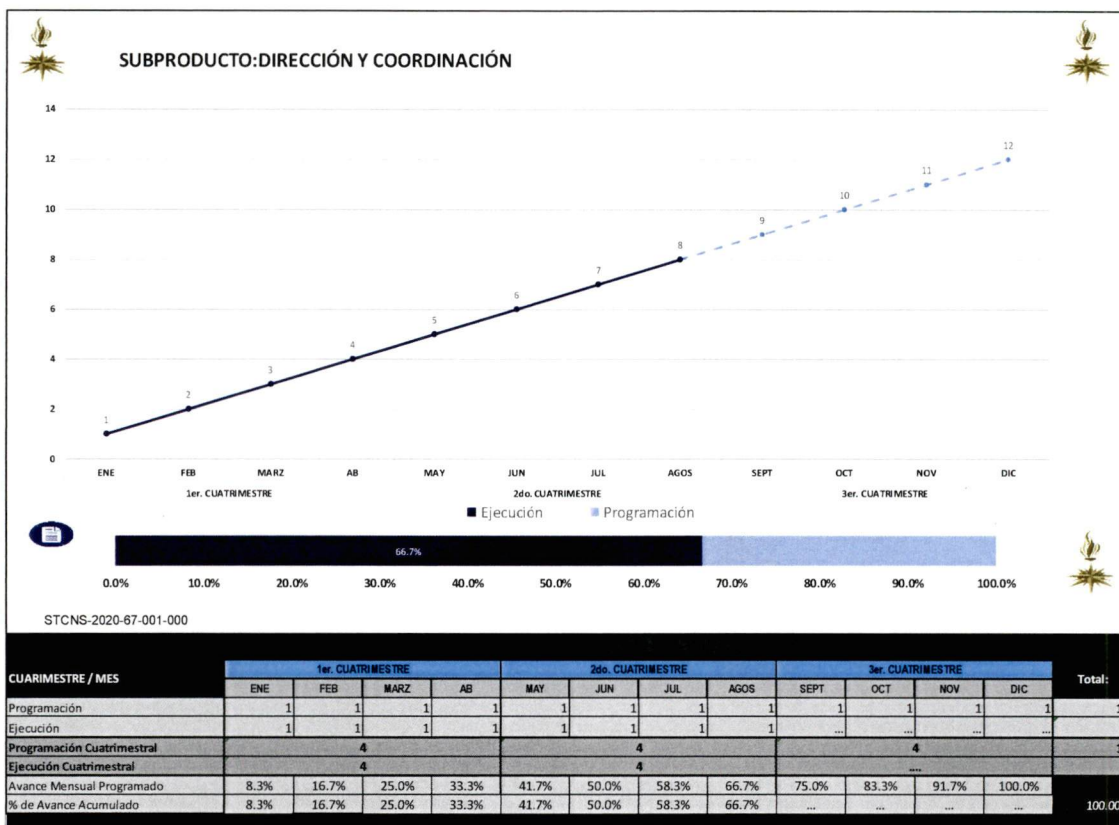 SUBPRODUCTO:DIRECCIÓN Y COORDINACIÓN
14
12
10
8
6
4
2
0
1
2
3
4
5
6
7
8
9
10
11
12
ENE FEB MARZ AB MAY JUN JUL AGOS SEPT OCT NOV DIC
1er. CUATRIMESTRE 2do. CUATRIMESTRE 3er. CUATRIMESTRE
Ejecución Programación
66.7%
0.0% 10.0% 20.0% 30.0% 40.0% 50.0% 60.0% 70.0% 80.0% 90.0% 100.0%
STCNS-2020-67-001-000
CUARIMESTRE / MES 1er. CUATRIMESTRE 2do. CUATRIMESTRE 3er. CUATRIMESTRE Total:
ENE FEB MARZ AB MAY JUN JUL AGOS SEPT OCT NOV DIC
Programación 1 1 1 1 1 1 1 1 1 1 1 1
Ejecución 1 1 1 1 1 1 1 1 ... ... ... ...
Programación Cuatrimestral 4 4 4
Ejecución Cuatrimestral 4 4 ....
Avance Mensual Programado 8.3% 16.7% 25.0% 33.3% 41.7% 50.0% 58.3% 66.7% 75.0% 83.3% 91.7% 100.0%
% de Avance Acumulado 8.3% 16.7% 25.0% 33.3% 41.7% 50.0% 58.3% 66.7% ... ... ... ... 100.00